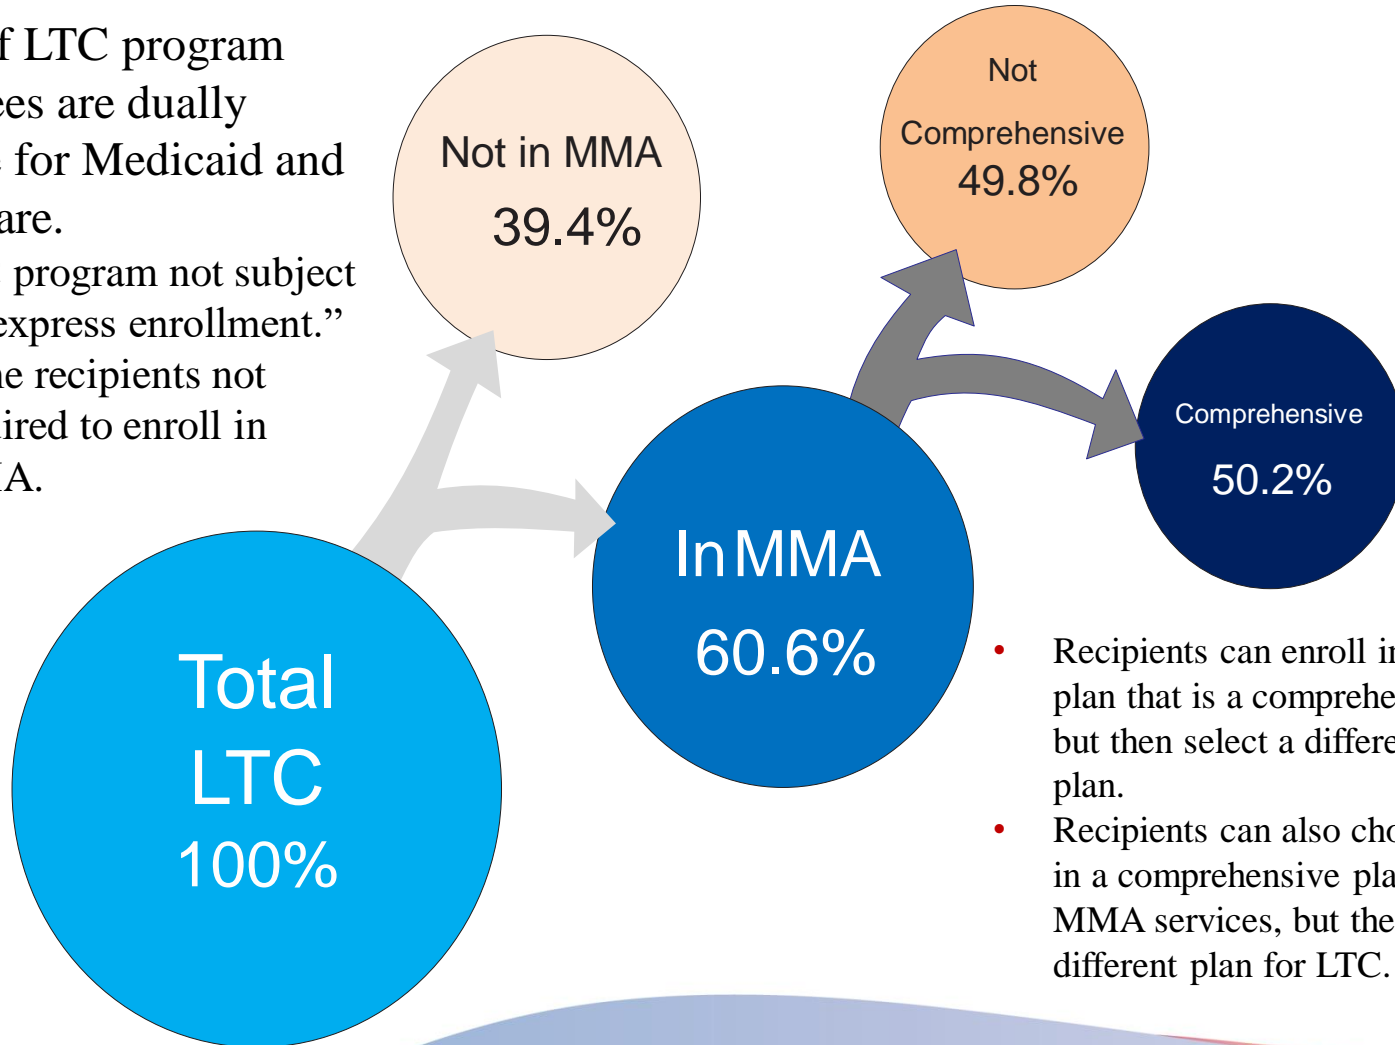 of LTC program
ees are dually
for Medicaid and
are.
program not subject
express enrollment.”
recipients not
uired to enroll in
Not in MMA
39.4%
Not
Comprehensive
49.8%
Comprehensive
50.2%
In MMA
60.6%
Total
LTC
100%
• Recipients can enroll in
plan that is a comprehe
but then select a differe
plan.
• Recipients can also cho
in a comprehensive pla
MMA services, but the
different plan for LTC.